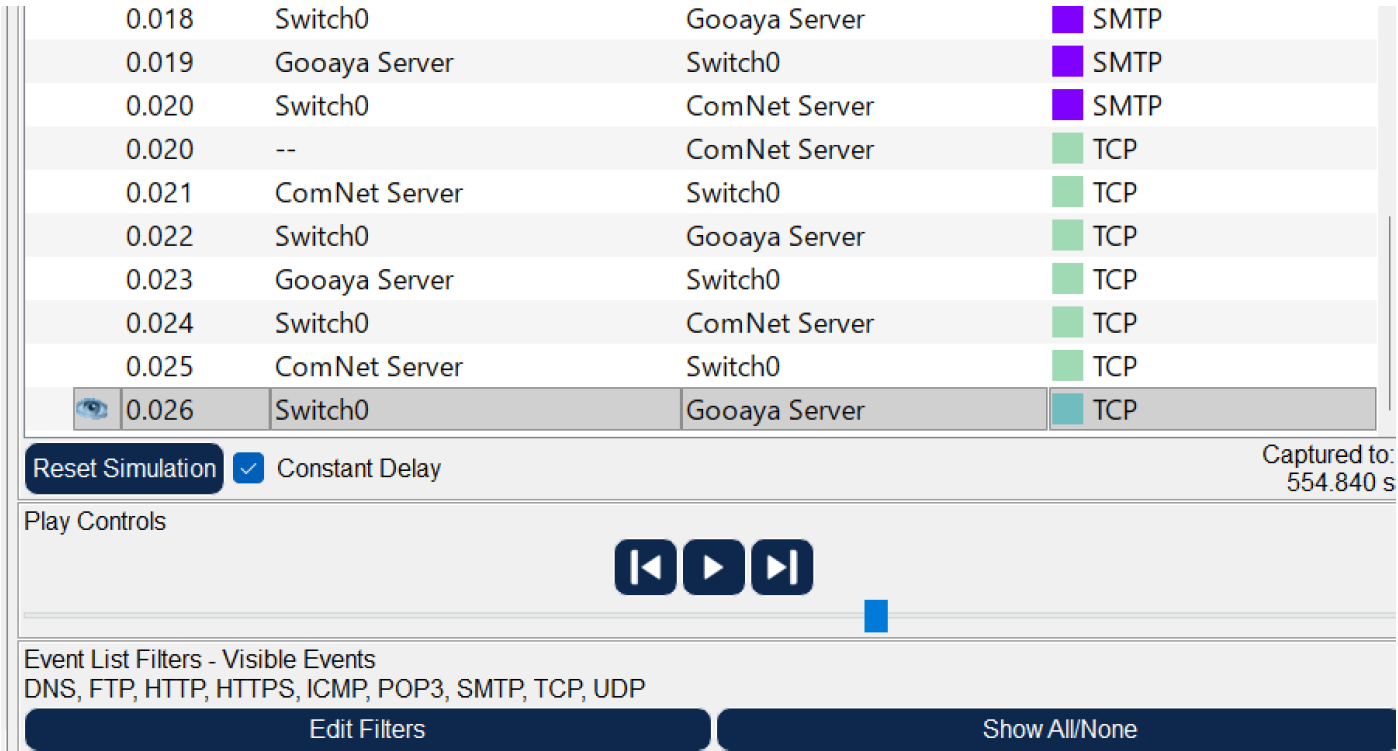 0.018 Switch0 Gooaya Server SMTP
0.019 Gooaya Server Switch0 SMTP
0.020 Switch0 ComNet Server SMTP
0.020 -- ComNet Server TCP
0.021 ComNet Server Switch0 TCP
0.022 Switch0 Gooaya Server TCP
0.023 Gooaya Server Switch0 TCP
0.024 Switch0 ComNet Server TCP
0.025 ComNet Server Switch0 TCP
0.026 Switch0 Gooaya Server TCP
Reset Simulation Constant Delay Captured to:
554.840 s
Play Controls
Event List Filters - Visible Events
DNS, FTP, HTTP, HTTPS, ICMP, POP3, SMTP, TCP, UDP
Edit Filters Show All/None